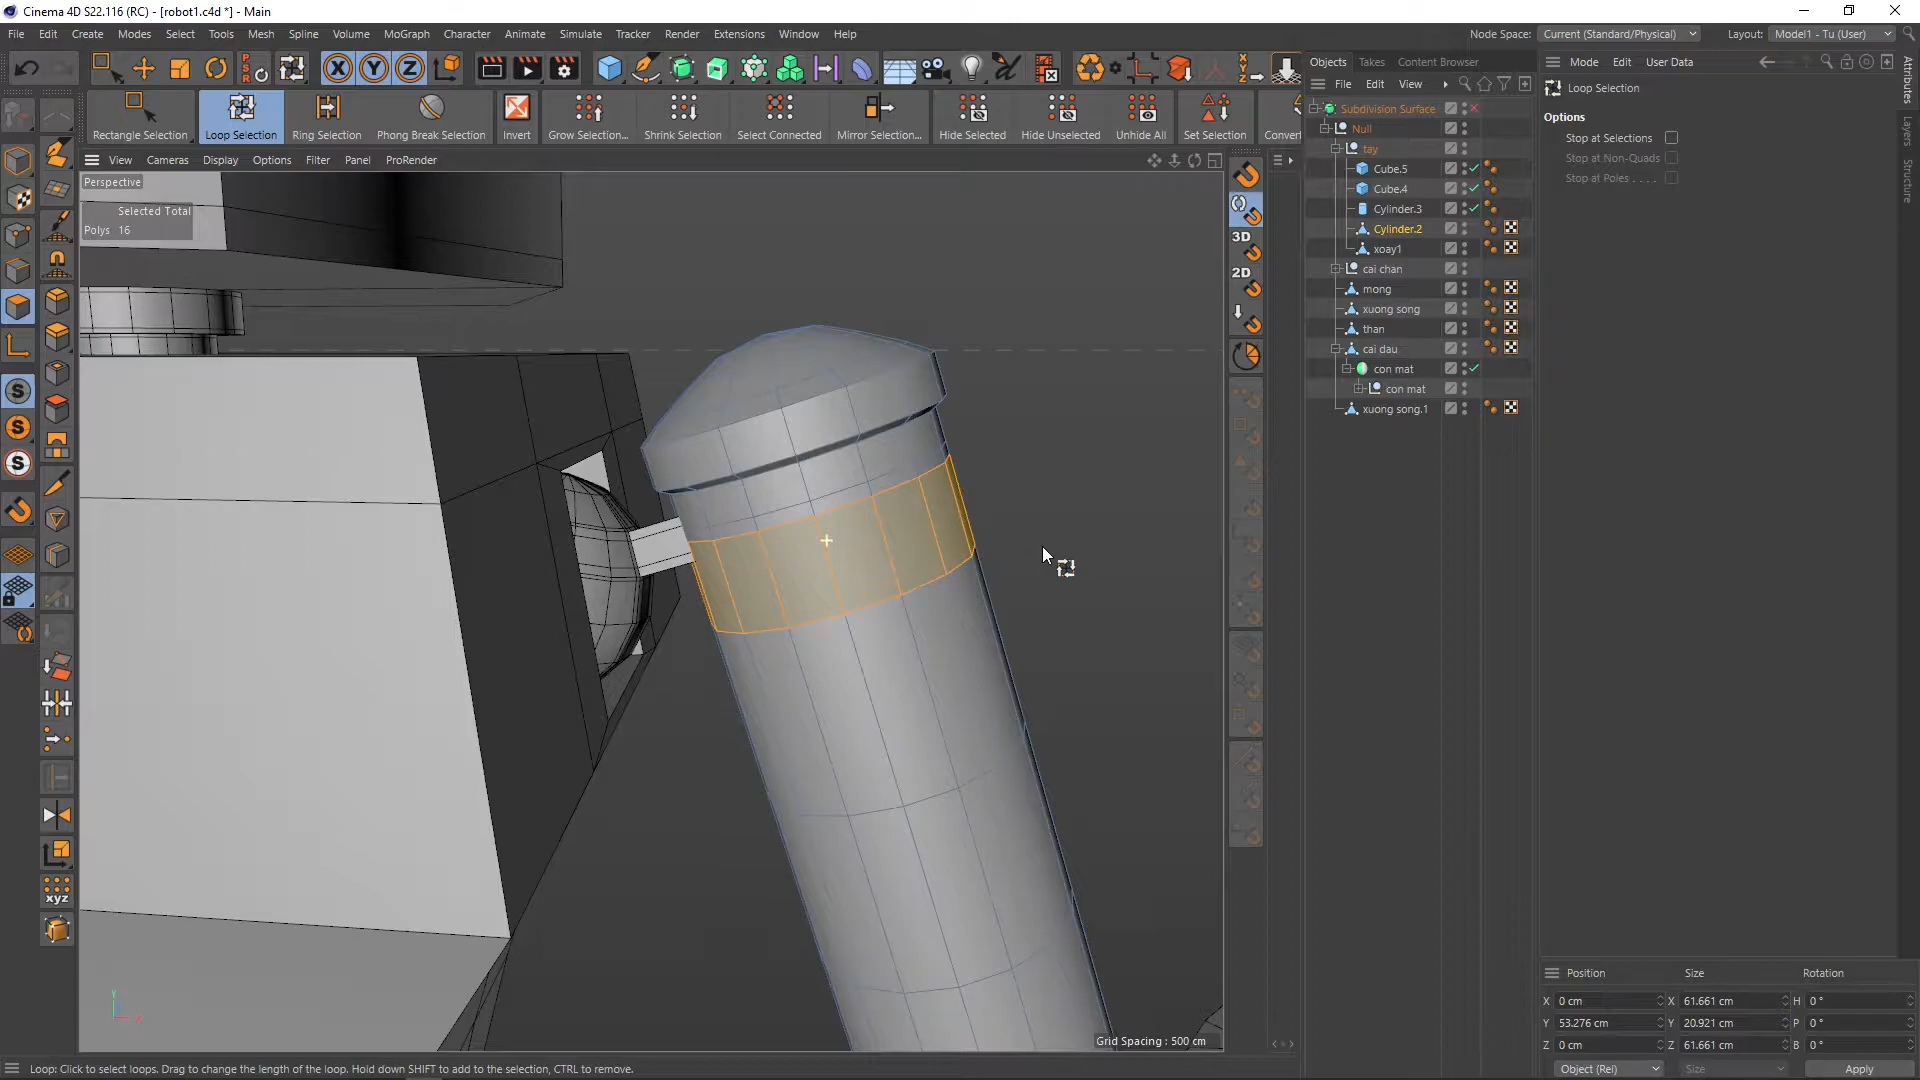 Cinema 4D S22.116 (RC) - [robot1.c4d *] - Main
File Edit Create Modes Select Tools Mesh Spline Volume MoGraph Character Animate Simulate Tracker Render Extensions Window Help
Node Space: Current (Standard/Physical) Layout: Model1 - Tu (User)
PSR
X Y Z
Objects Takes Content Browser
Mode Edit User Data
File Edit View
Loop Selection
Options
Stop at Selections
Stop at Non-Quads
Stop at Poles . . . .
Attributes
Layers
Structure
Rectangle Selection Loop Selection Ring Selection Phong Break Selection Invert Grow Selection... Shrink Selection Select Connected Mirror Selection... Hide Selected Hide Unselected Unhide All Set Selection Convert
View Cameras Display Options Filter Panel ProRender
Perspective
Selected Total
Polys 16
3D
2D
S
S
S
xyz
Subdivision Surface
Null
tay
Cube.5
Cube.4
Cylinder.3
Cylinder.2
xoay1
cai chan
mong
xuong song
than
cai dau
con mat
con mat
xuong song.1
Y
X
Grid Spacing : 500 cm
Position Size Rotation
X 0 cm X 61.661 cm H 0 °
Y 53.276 cm Y 20.921 cm P 0 °
Z 0 cm Z 61.661 cm B 0 °
Object (Rel) Size Apply
Loop: Click to select loops. Drag to change the length of the loop. Hold down SHIFT to add to the selection, CTRL to remove.